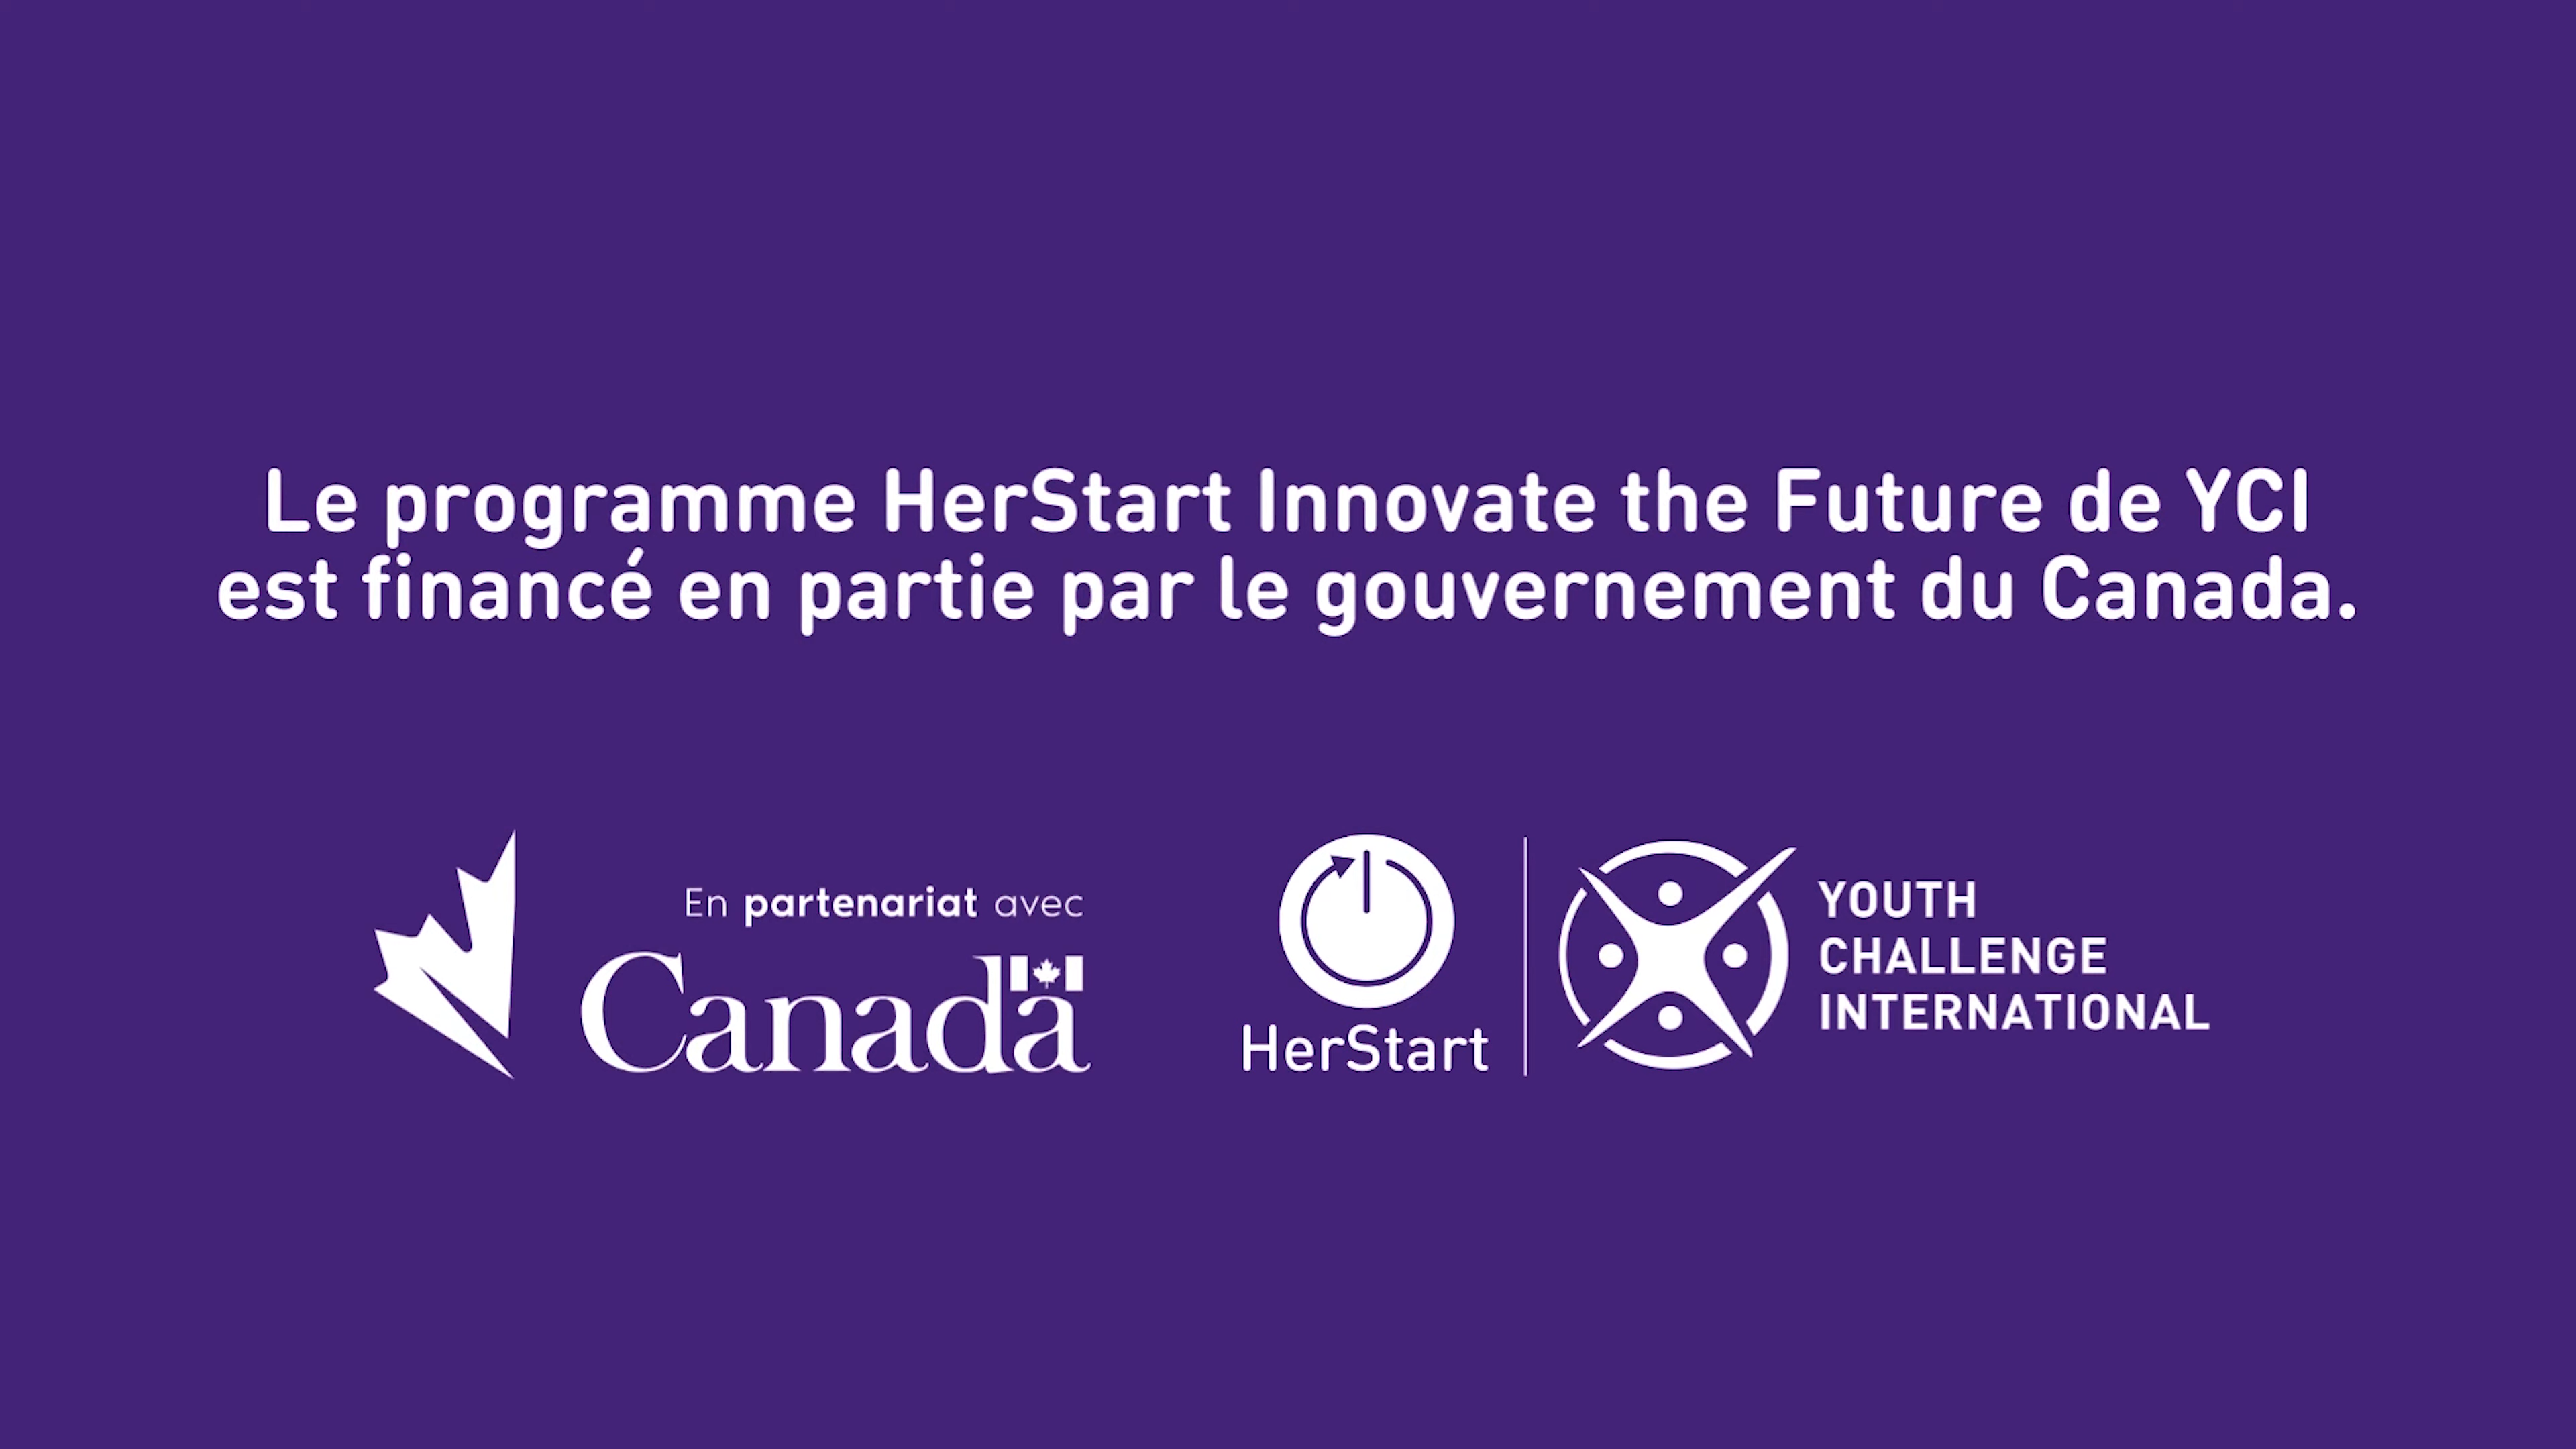 Le programme HerStart Innovate the Future de YCI
est financé en partie par le gouvernement du Canada.
En partenariat avec
Canada
HerStart
YOUTH
CHALLENGE
INTERNATIONAL